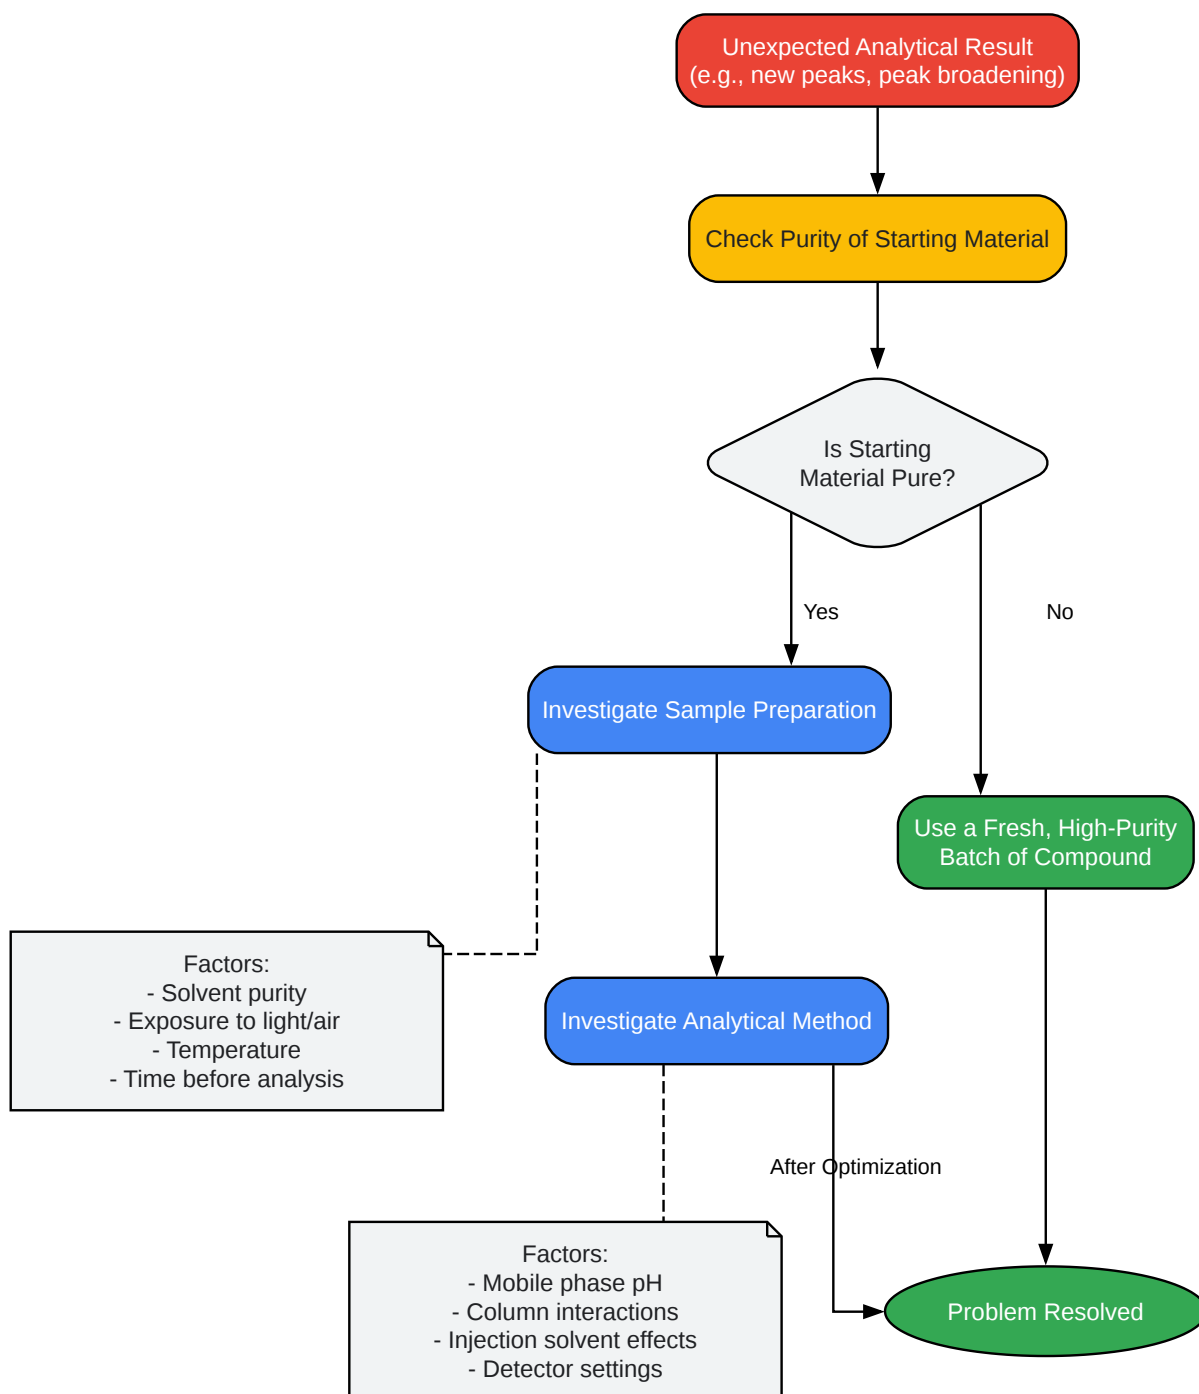 Unexpected Analytical Result
(e.g., new peaks, peak broadening)
Check Purity of Starting Material
Is Starting
Material Pure?
Yes
No
Investigate Sample Preparation
Use a Fresh, High-Purity
Batch of Compound
Factors:
- Solvent purity
- Exposure to light/air
- Temperature
- Time before analysis
Investigate Analytical Method
After Optimization
Factors:
- Mobile phase pH
- Column interactions
- Injection solvent effects
- Detector settings
Problem Resolved